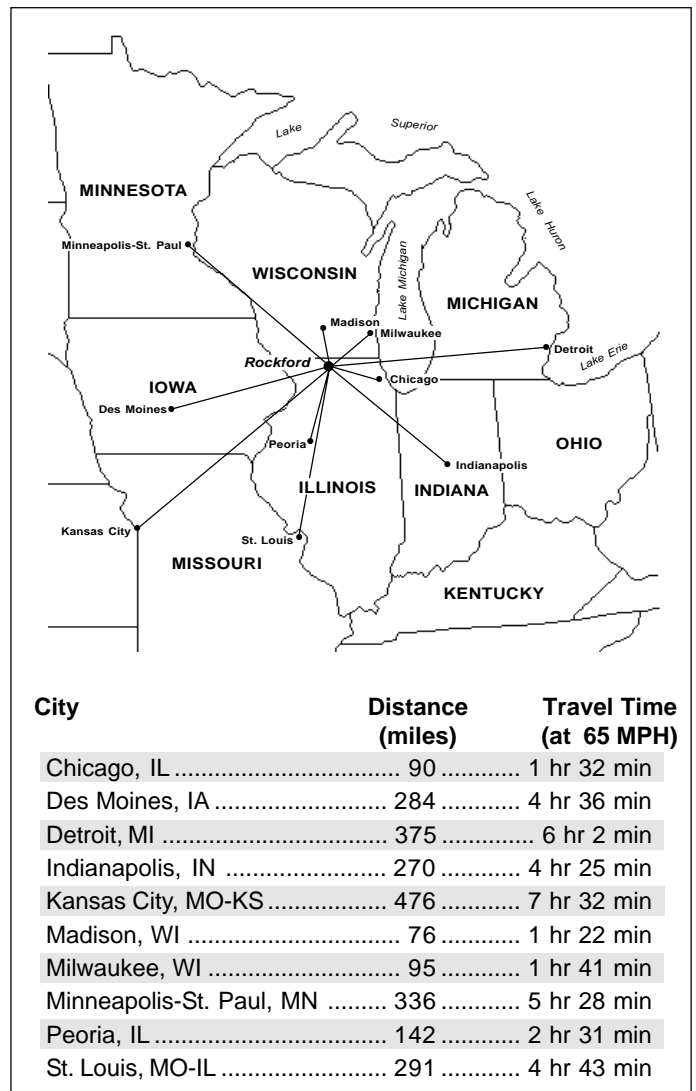 Lake
Superior
MINNESOTA
Lake Huron
Minneapolis-St. Paul
WISCONSIN
Lake Michigan
MICHIGAN
Madison
Milwaukee
Detroit
Rockford
Lake Erie
Chicago
IOWA
Des Moines
Peoria
OHIO
Indianapolis
ILLINOIS
INDIANA
Kansas City
St. Louis
MISSOURI
KENTUCKY
City Distance Travel Time
(miles) (at 65 MPH)
Chicago, IL .................................. 90 ............ 1 hr 32 min
Des Moines, IA ............................ 284 ............ 4 hr 36 min
Detroit, MI ................................... 375 ............ 6 hr 2 min
Indianapolis, IN .......................... 270 ............ 4 hr 25 min
Kansas City, MO-KS .................... 476 ............ 7 hr 32 min
Madison, WI ................................ 76 ............ 1 hr 22 min
Milwaukee, WI ............................. 95 ............ 1 hr 41 min
Minneapolis-St. Paul, MN ......... 336 ............ 5 hr 28 min
Peoria, IL ..................................... 142 ............ 2 hr 31 min
St. Louis, MO-IL ........................... 291 ............ 4 hr 43 min